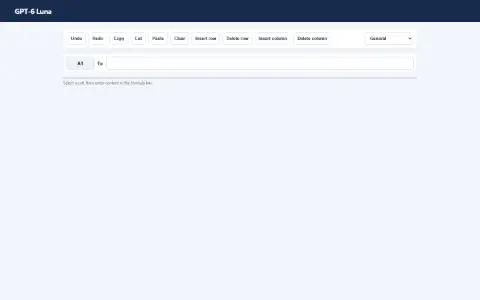 GPT-6 Luna
Undo Redo Copy Cut Paste Clear Insert row Delete row Insert column Delete column General
A1 fx
Select a cell, then enter content in the formula bar.